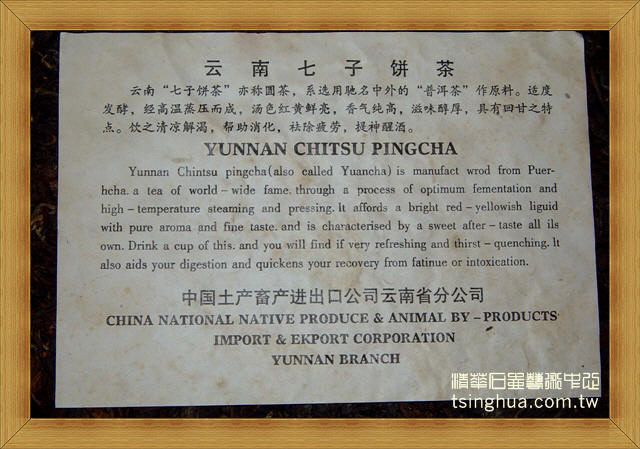 云南七子饼茶
云南“七子饼茶”亦称圆茶，系选用驰名中外的“普洱茶”作原料。适度
发酵，经高温蒸压而成，汤色红黄鲜亮，香气纯高，滋味醇厚，具有回甘之特
点。饮之清凉解渴，帮助消化，祛除疲劳，提神醒酒。
YUNNAN CHITSU PINGCHA
Yunnan Chintsu pingcha(also called Yuancha) is manufact wrod from Puer-
hcha. a tea of world-wide fame. through a process of optimum fementation and
high-temperature steaming and pressing. It affords a bright red-yellowish liguid
with pure aroma and fine taste. and is characterised by a sweet after-taste all ils
own. Drink a cup of this. and you will find if very refreshing and thirst-quenching. It
also aids your digestion and quickens your recovery from fatinue or intoxication.
中国土产畜产进出口公司云南省分公司
CHINA NATIONAL NATIVE PRODUCE & ANIMAL BY-PRODUCTS
IMPORT & EKPORT CORPORATION
YUNNAN BRANCH
tsinghua.com.tw